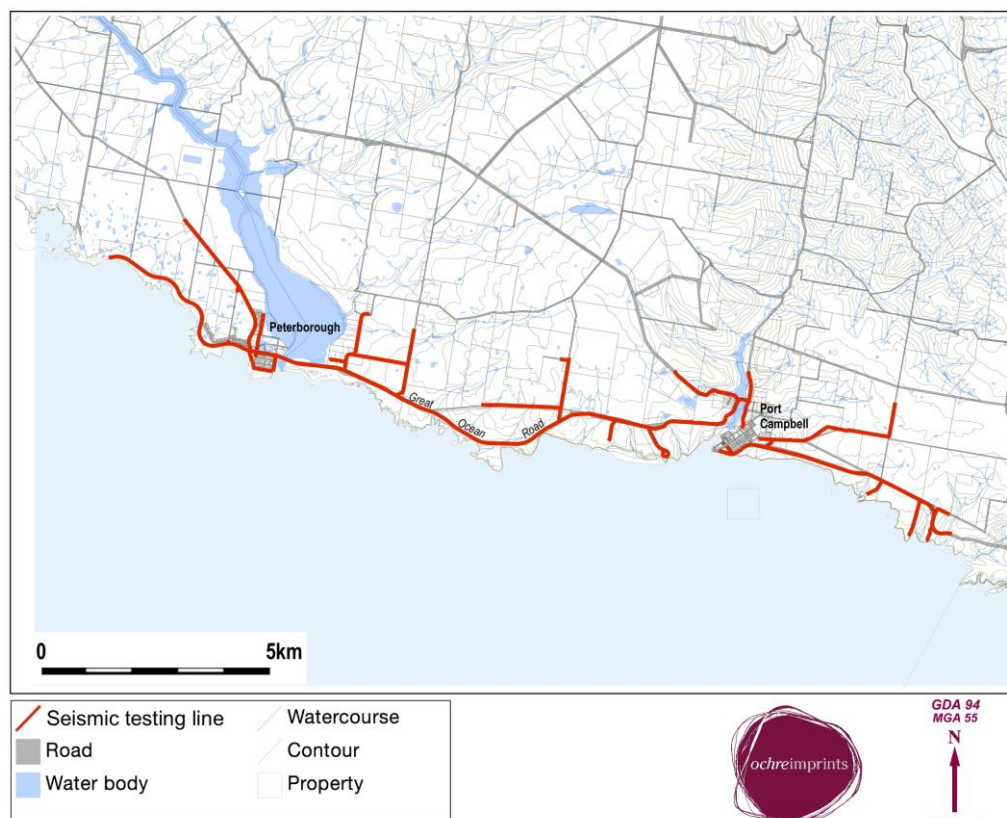 Peterborough
Great
Ocean
Road
Port
Campbell
0 5km
Seismic testing line
Road
Water body
Watercourse
Contour
Property
ochreimprints
GDA 94
MGA 55
N